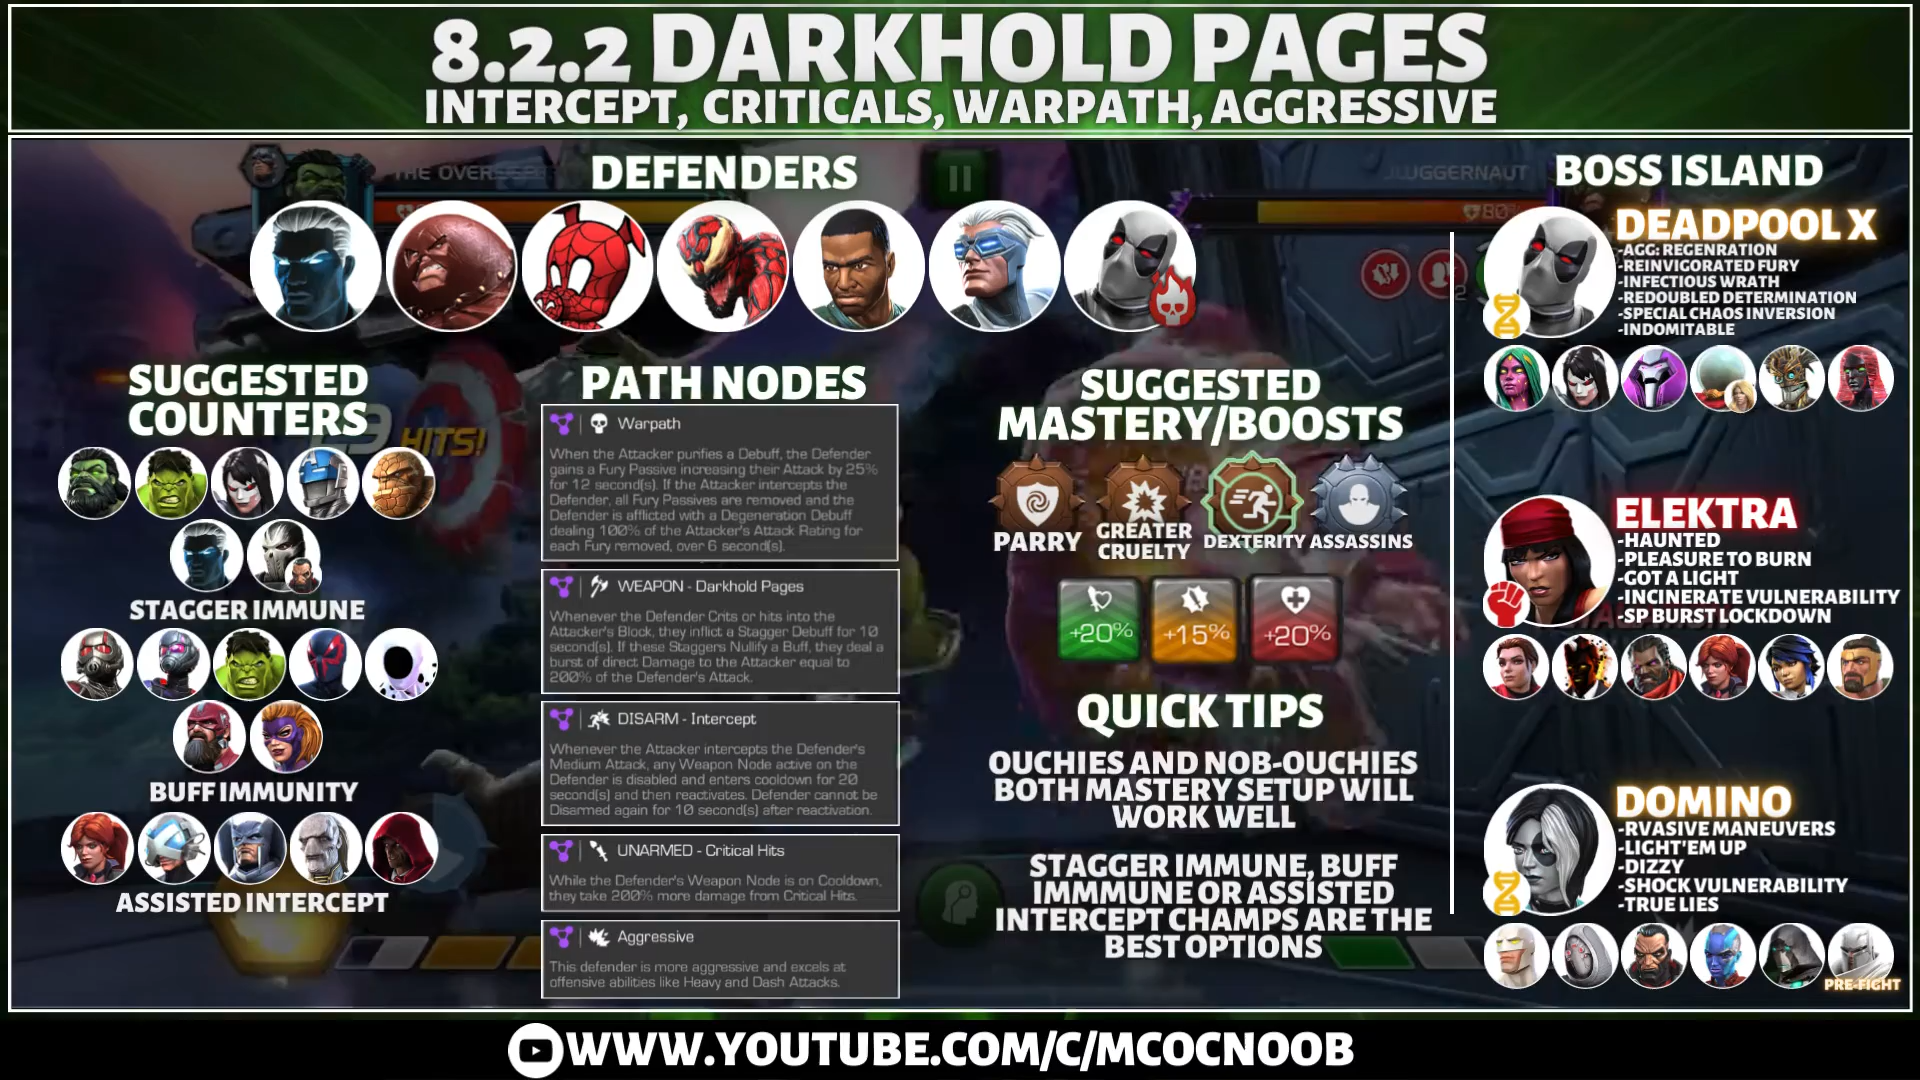 8.2.2 DARKHOLD PAGES
INTERCEPT, CRITICALS, WARPATH, AGGRESSIVE
DEFENDERS
JUGGERNAUT
80%
HITS!
SUGGESTED
COUNTERS
STAGGER IMMUNE
BUFF IMMUNITY
ASSISTED INTERCEPT
PATH NODES
Warpath
When the Attacker purifies a Debuff, the Defender
gains a Fury Passive increasing their Attack by 25%
for 12 second(s). If the Attacker intercepts the
Defender, all Fury Passives are removed and the
Defender is afflicted with a Degeneration Debuff
dealing 100% of the Attacker's Attack Rating for
each Fury removed, over 6 second(s).
WEAPON - Darkhold Pages
Whenever the Defender Crits or hits into the
Attacker's Block, they inflict a Stagger Debuff for 10
second(s). If these Staggers Nullify a Buff, they deal a
burst of direct Damage to the Attacker equal to
200% of the Defender's Attack.
DISARM - Intercept
Whenever the Attacker intercepts the Defender's
Medium Attack, any Weapon Node active on the
Defender is disabled and enters cooldown for 20
second(s) and then reactivates. Defender cannot be
Disarmed again for 10 second(s) after reactivation.
UNARMED - Critical Hits
While the Defender's Weapon Node is on Cooldown,
they take 200% more damage from Critical Hits.
Aggressive
This defender is more aggressive and excels at
offensive abilities like Heavy and Dash Attacks.
SUGGESTED
MASTERY/BOOSTS
PARRY
GREATER
CRUELTY
DEXTERITY
ASSASSINS
+20%
+15%
+20%
QUICK TIPS
OUCHIES AND NOB-OUCHIES
BOTH MASTERY SETUP WILL
WORK WELL
STAGGER IMMUNE, BUFF
IMMMUNE OR ASSISTED
INTERCEPT CHAMPS ARE THE
BEST OPTIONS
BOSS ISLAND
DEADPOOL X
-AGG: REGENRATION
-REINVIGORATED FURY
-INFECTIOUS WRATH
-REDOUBLED DETERMINATION
-SPECIAL CHAOS INVERSION
-INDOMITABLE
ELEKTRA
-HAUNTED
-PLEASURE TO BURN
-GOT A LIGHT
-INCINERATE VULNERABILITY
-SP BURST LOCKDOWN
DOMINO
-RVASIVE MANEUVERS
-LIGHT'EM UP
-DIZZY
-SHOCK VULNERABILITY
-TRUE LIES
PRE-FIGHT
WWW.YOUTUBE.COM/C/MCOCNOOB